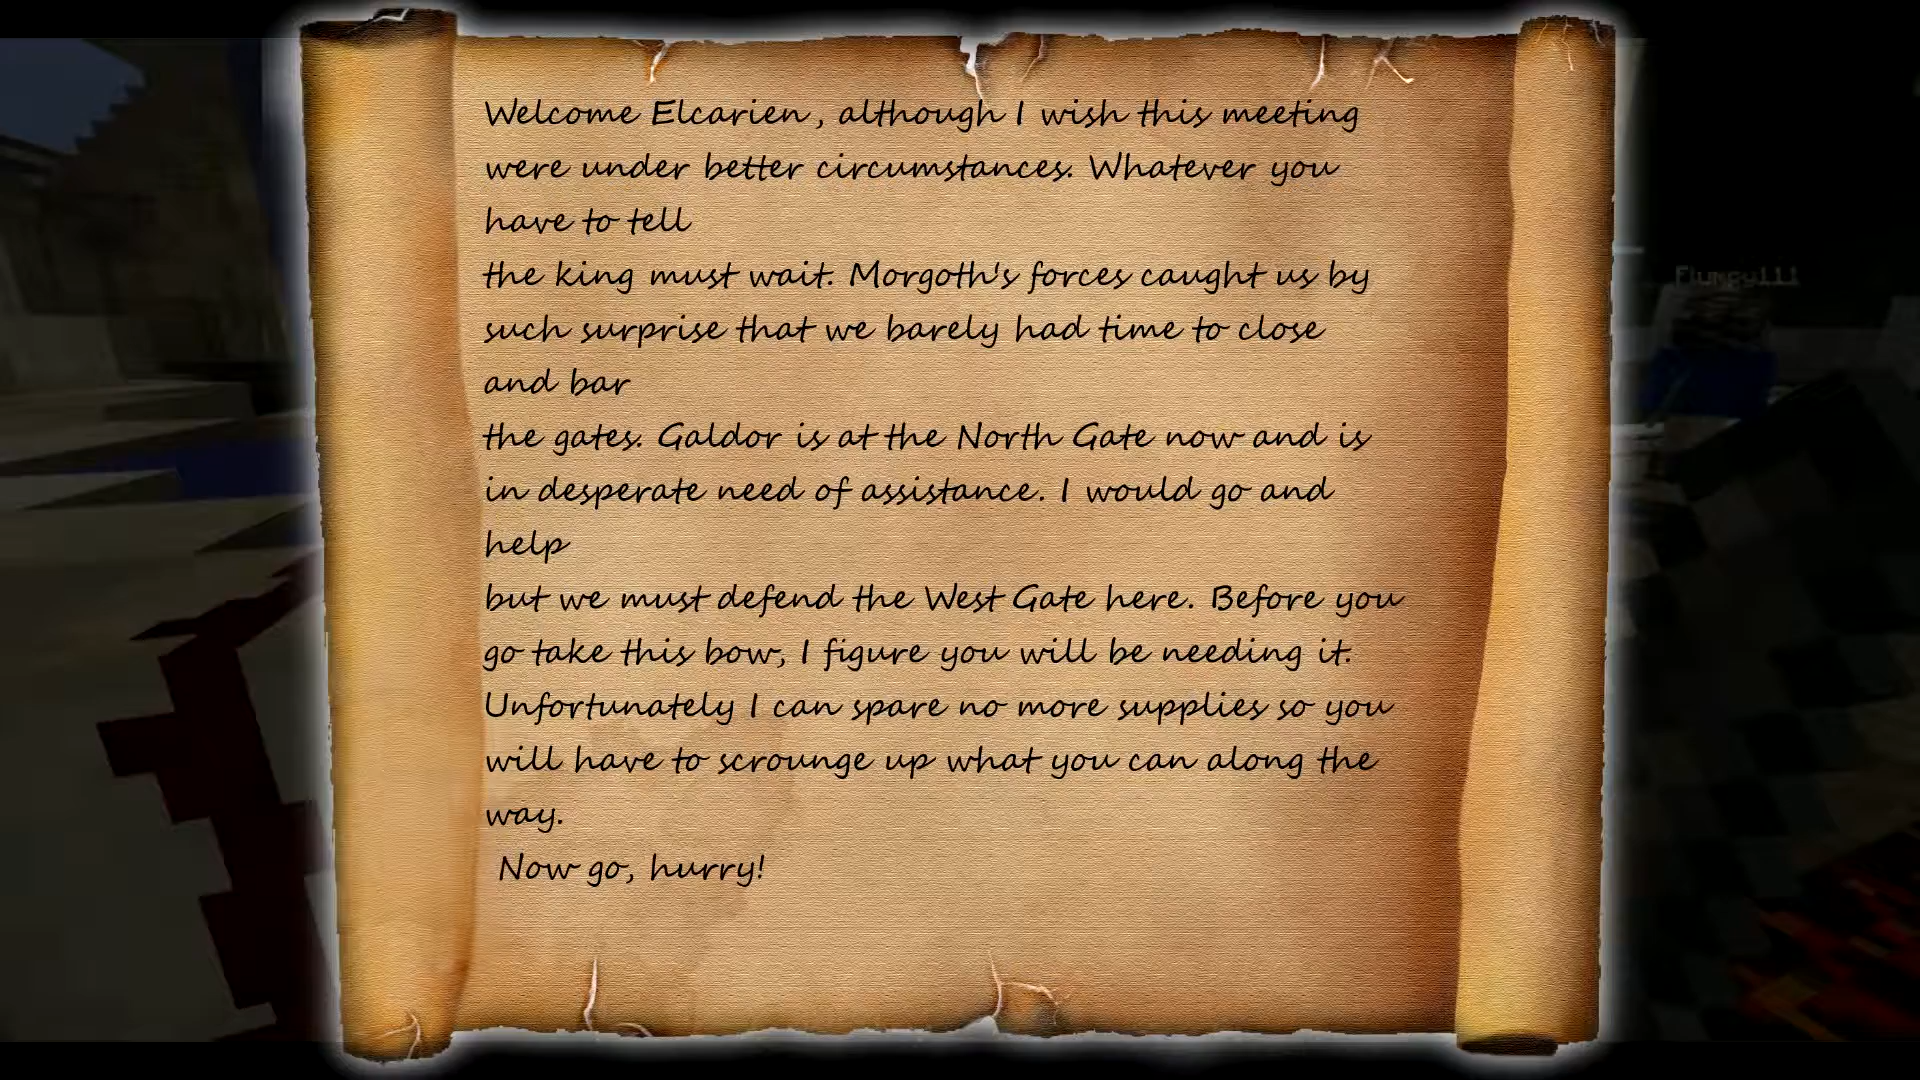 Welcome Elcarien, although I wish this meeting
were under better circumstances. Whatever you
have to tell
the king must wait. Morgoth's forces caught us by
such surprise that we barely had time to close
and bar
the gates. Galdor is at the North Gate now and is
in desperate need of assistance. I would go and
help
but we must defend the West Gate here. Before you
go take this bow, I figure you will be needing it.
Unfortunately I can spare no more supplies so you
will have to scrounge up what you can along the
way.
Now go, hurry!